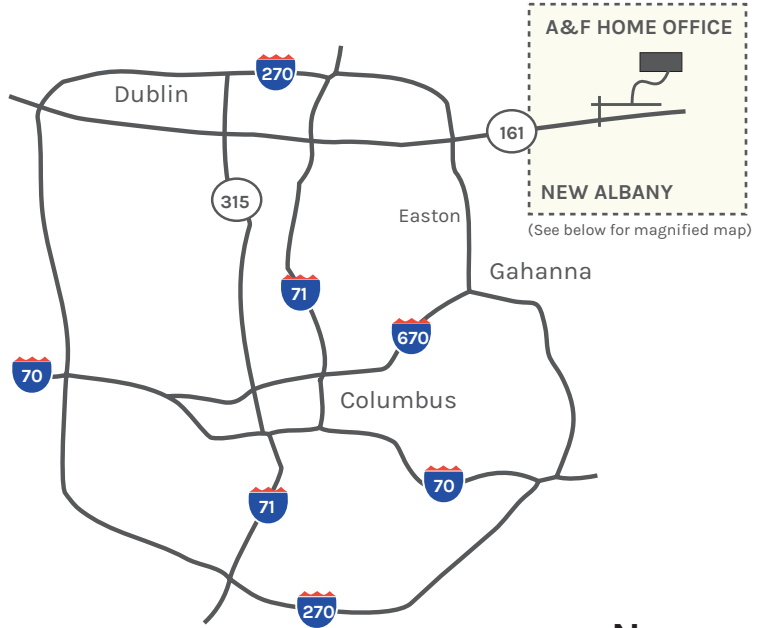 A&F HOME OFFICE
270
Dublin
161
315
NEW ALBANY
Easton
(See below for magnified map)
Gahanna
71
670
70
Columbus
70
71
270